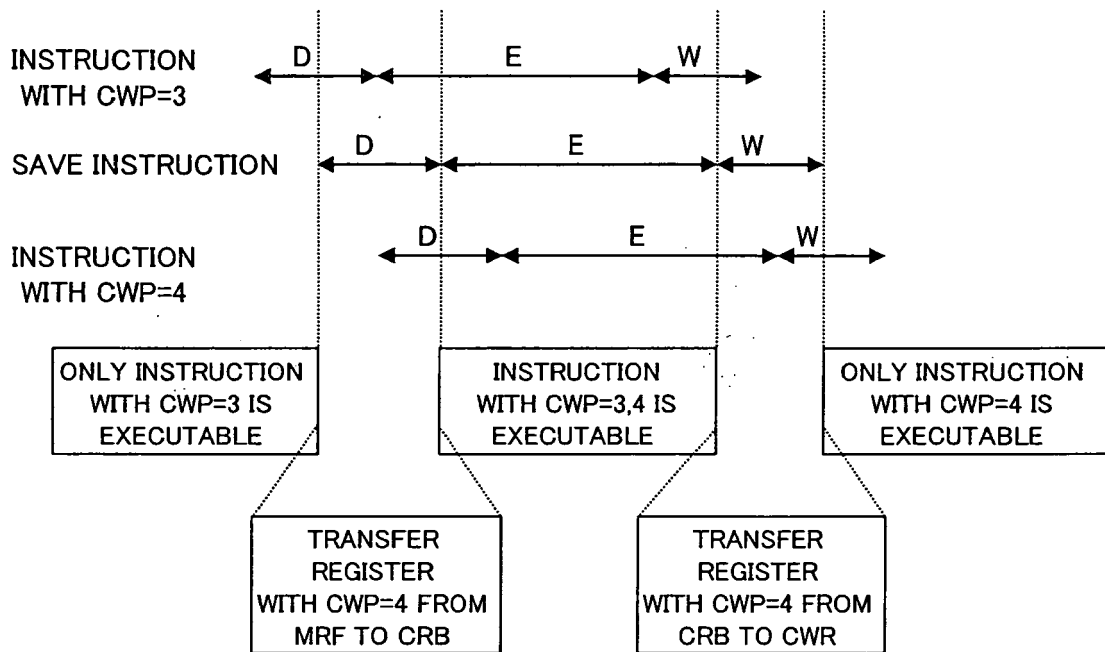 D E W
INSTRUCTION
WITH CWP=3
D E W
SAVE INSTRUCTION
D E W
INSTRUCTION
WITH CWP=4
ONLY INSTRUCTION
WITH CWP=3 IS
EXECUTABLE
INSTRUCTION
WITH CWP=3,4 IS
EXECUTABLE
ONLY INSTRUCTION
WITH CWP=4 IS
EXECUTABLE
TRANSFER
REGISTER
WITH CWP=4 FROM
MRF TO CRB
TRANSFER
REGISTER
WITH CWP=4 FROM
CRB TO CWR